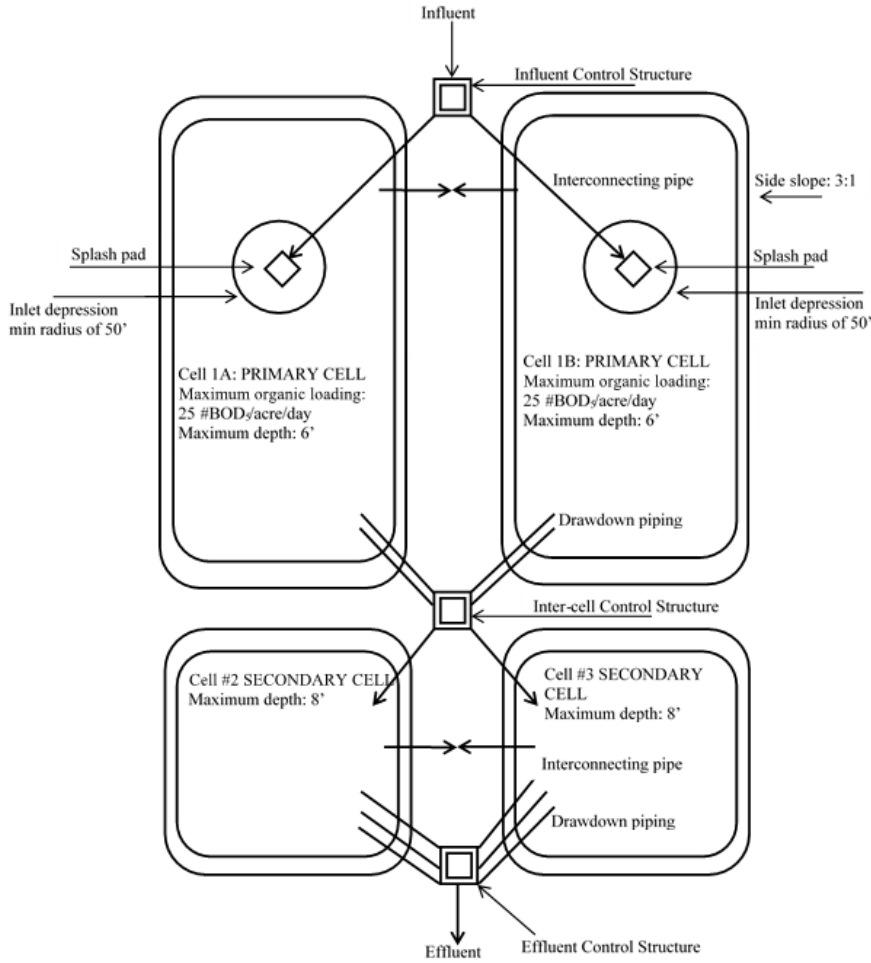 Influent
Influent Control Structure
Interconnecting pipe
Side slope: 3:1
Splash pad
Inlet depression
min radius of 50’
Splash pad
Inlet depression
min radius of 50’
Cell 1A: PRIMARY CELL
Maximum organic loading:
25 #BOD₅/acre/day
Maximum depth: 6’
Cell 1B: PRIMARY CELL
Maximum organic loading:
25 #BOD₅/acre/day
Maximum depth: 6’
Drawdown piping
Inter-cell Control Structure
Cell #2 SECONDARY CELL
Maximum depth: 8’
Cell #3 SECONDARY
CELL
Maximum depth: 8’
Interconnecting pipe
Drawdown piping
Effluent
Effluent Control Structure